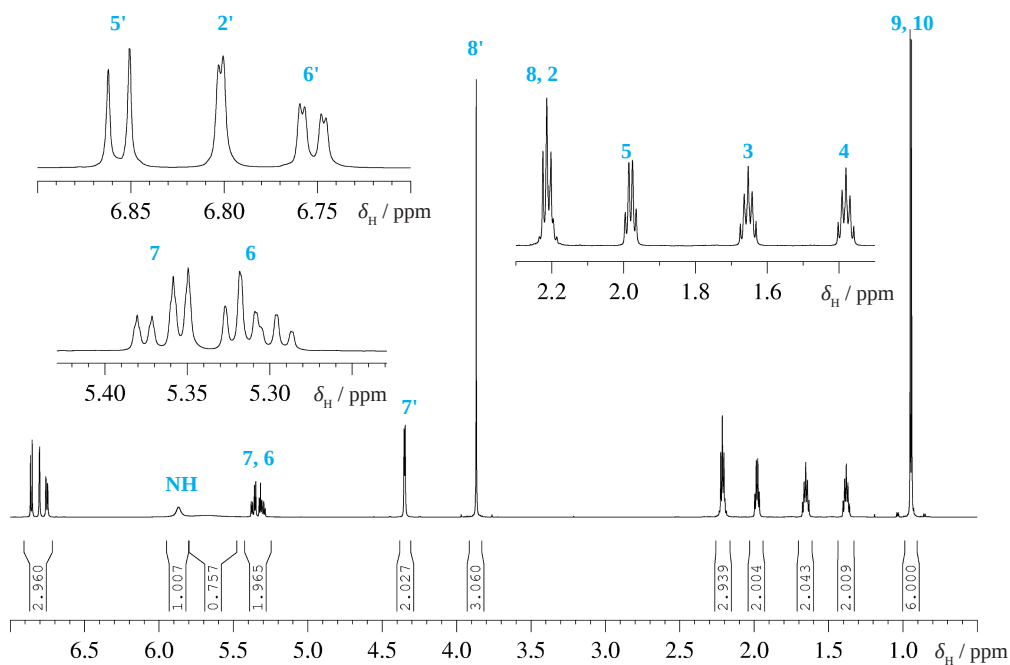 5' 2' 6'
6.85 6.80 6.75 δH / ppm
7 6
5.40 5.35 5.30 δH / ppm
8'
8, 2 5 3 4
2.2 2.0 1.8 1.6 δH / ppm
9, 10
NH 7, 6 7'
2.960 1.007 0.757 1.965 2.027 3.060 2.939 2.004 2.043 2.009 6.000
6.5 6.0 5.5 5.0 4.5 4.0 3.5 3.0 2.5 2.0 1.5 1.0 δH / ppm